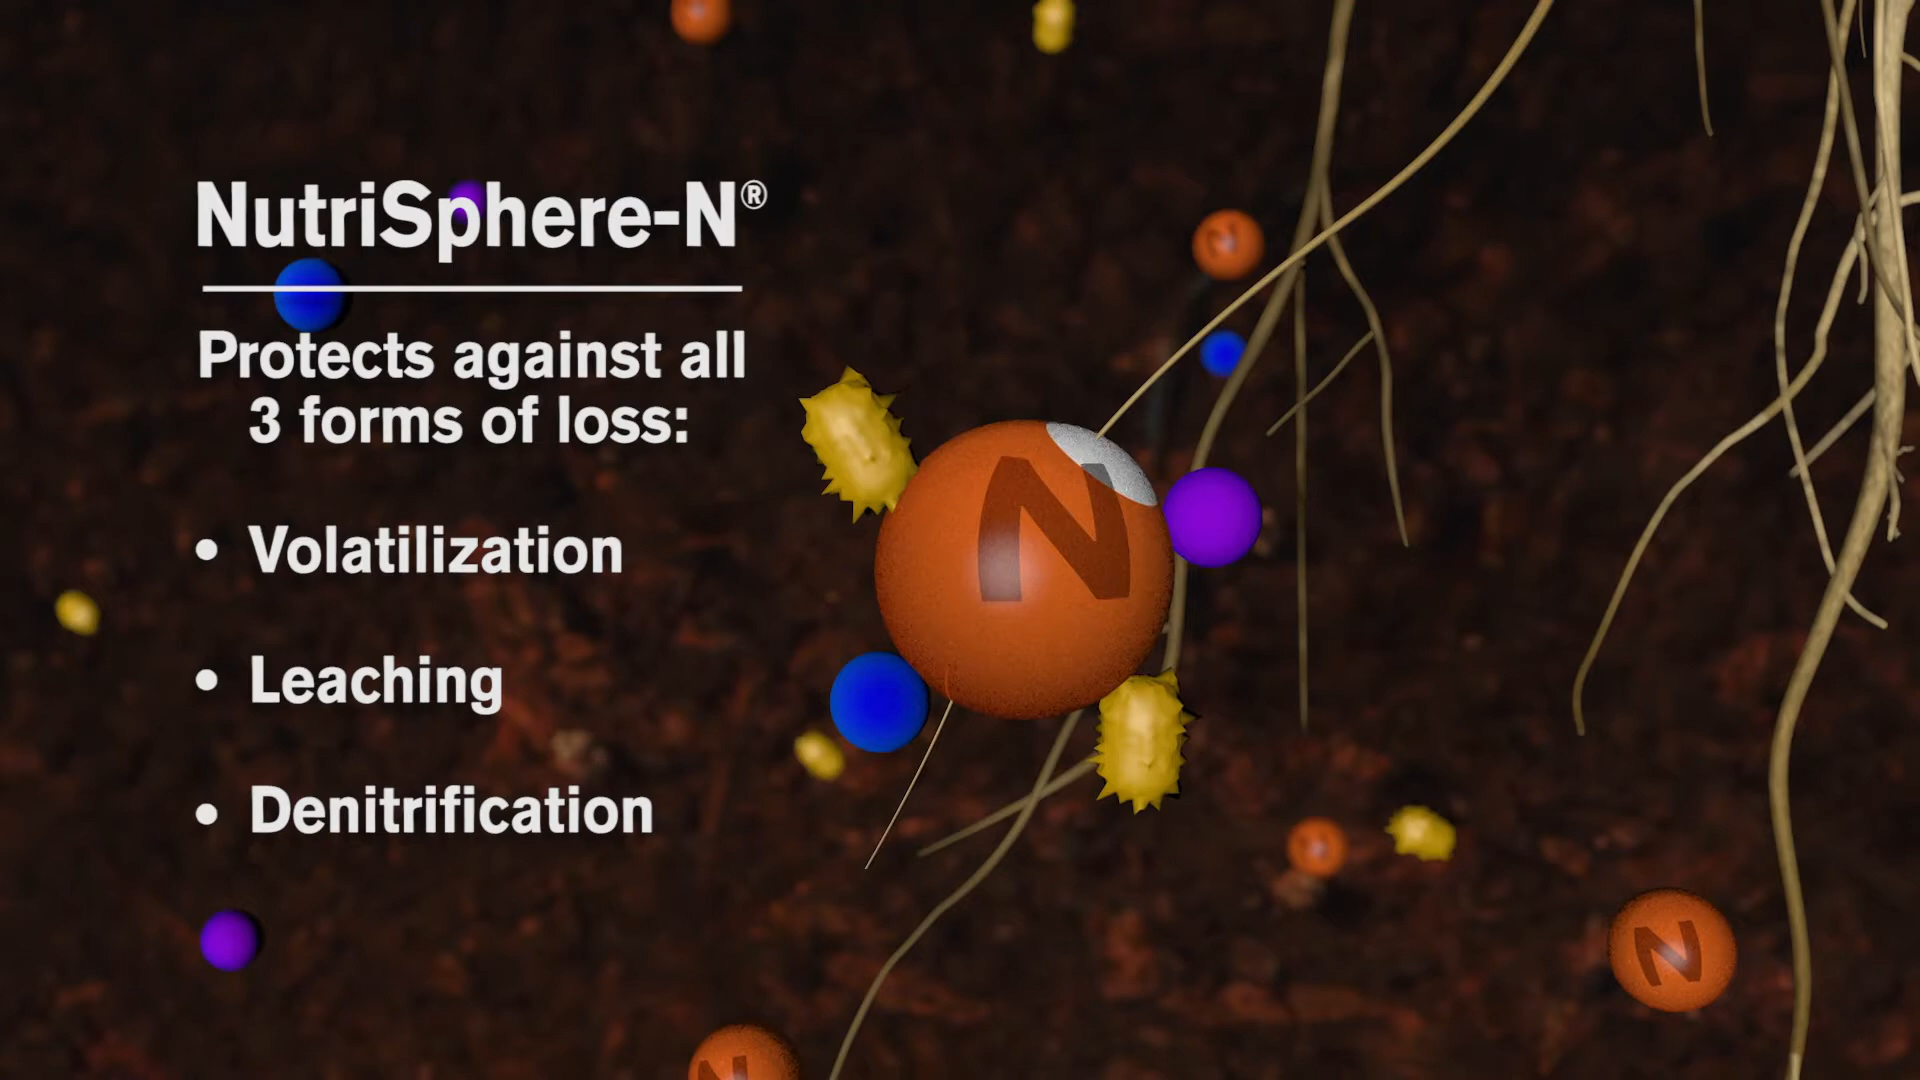 NutriSphere-N®
Protects against all
3 forms of loss:
• Volatilization
• Leaching
• Denitrification
N
N
N
N
N